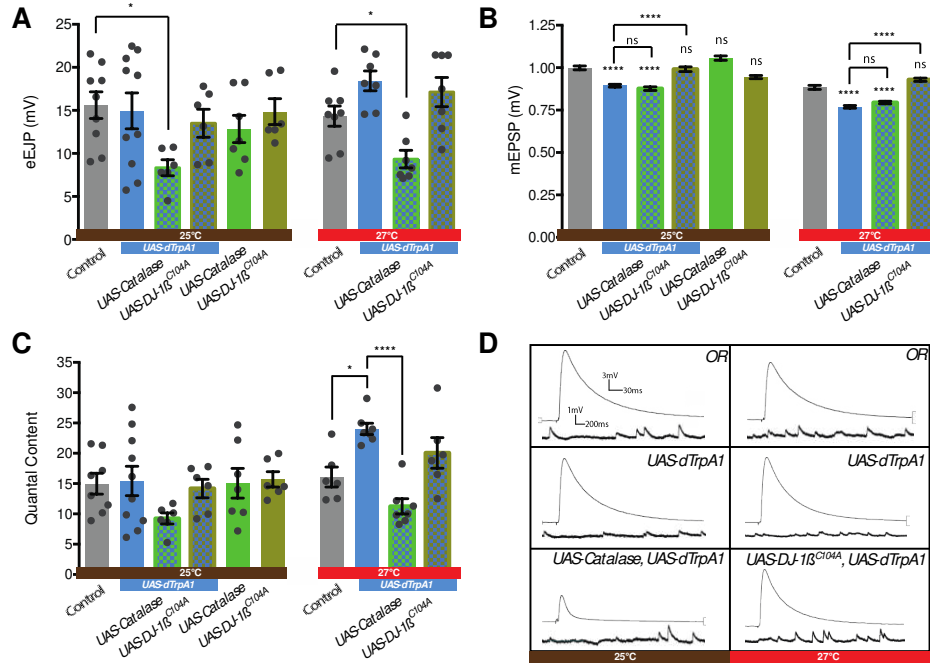 A
eEJP (mV)
25
20
15
10
5
0
*
*
25°C
27°C
UAS-dTrpA1
Control
UAS-Catalase
UAS-DJ-1ß^C104A
UAS-Catalase
UAS-DJ-1ß^C104A
Control
UAS-dTrpA1
UAS-Catalase
UAS-DJ-1ß^C104A
B
mEPSP (mV)
1.25
1.00
0.75
0.50
0.25
0.00
****
ns
ns
ns
ns
**** ****
****
ns
ns
**** ****
25°C
27°C
UAS-dTrpA1
Control
UAS-Catalase
UAS-DJ-1ß^C104A
UAS-Catalase
UAS-DJ-1ß^C104A
Control
UAS-dTrpA1
UAS-Catalase
UAS-DJ-1ß^C104A
C
Quantal Content
35
30
25
20
15
10
5
0
*
****
25°C
27°C
UAS-dTrpA1
Control
UAS-Catalase
UAS-DJ-1ß^C104A
UAS-Catalase
UAS-DJ-1ß^C104A
Control
UAS-dTrpA1
UAS-Catalase
UAS-DJ-1ß^C104A
D
OR
3mV
30ms
1mV
200ms
OR
UAS-dTrpA1
UAS-dTrpA1
UAS-Catalase, UAS-dTrpA1
UAS-DJ-1ß^C104A, UAS-dTrpA1
25°C
27°C